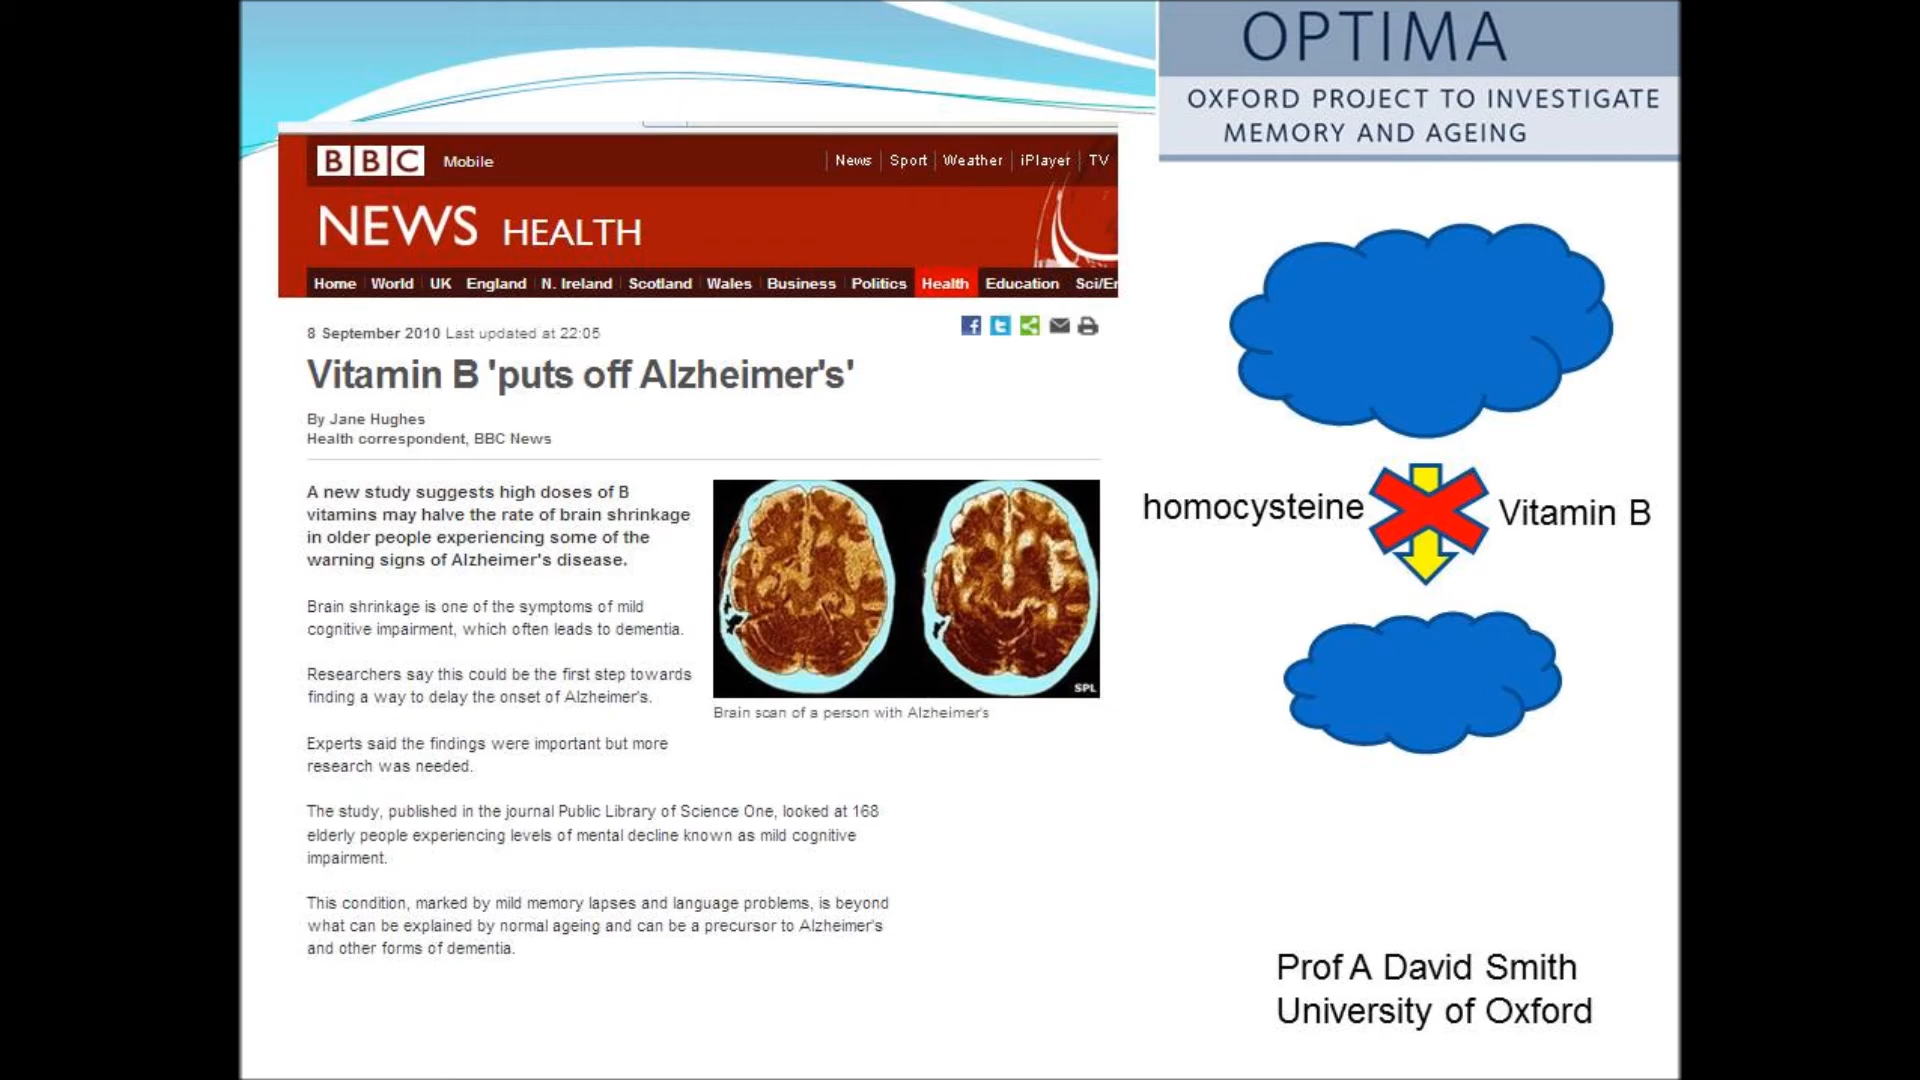 OPTIMA
OXFORD PROJECT TO INVESTIGATE
MEMORY AND AGEING
BBC Mobile
News Sport Weather iPlayer TV
NEWS HEALTH
Home World UK England N. Ireland Scotland Wales Business Politics Health Education Sci/En
8 September 2010 Last updated at 22:05
Vitamin B 'puts off Alzheimer's'
By Jane Hughes
Health correspondent, BBC News
A new study suggests high doses of B
vitamins may halve the rate of brain shrinkage
in older people experiencing some of the
warning signs of Alzheimer's disease.
Brain shrinkage is one of the symptoms of mild
cognitive impairment, which often leads to dementia.
Researchers say this could be the first step towards
finding a way to delay the onset of Alzheimer's.
Experts said the findings were important but more
research was needed.
SPL
Brain scan of a person with Alzheimer's
The study, published in the journal Public Library of Science One, looked at 168
elderly people experiencing levels of mental decline known as mild cognitive
impairment.
This condition, marked by mild memory lapses and language problems, is beyond
what can be explained by normal ageing and can be a precursor to Alzheimer's
and other forms of dementia.
homocysteine
Vitamin B
Prof A David Smith
University of Oxford